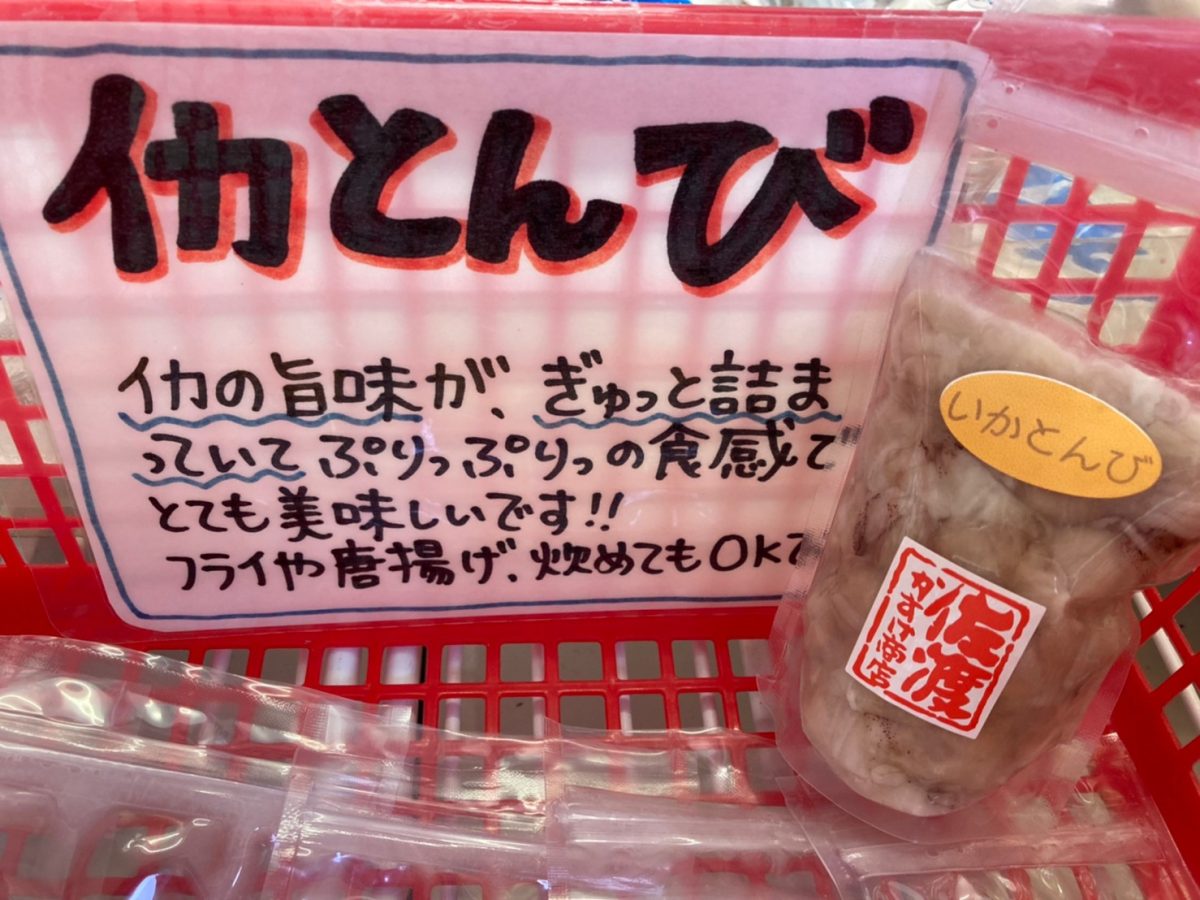 イカとんび
イカの旨味が、ぎゅっと詰ま
っていてぷりっぷりっの食感で
とても美味しいです!!
フライや唐揚げ、炊めてもOKで
いかとんび
佐渡
かすけ商店